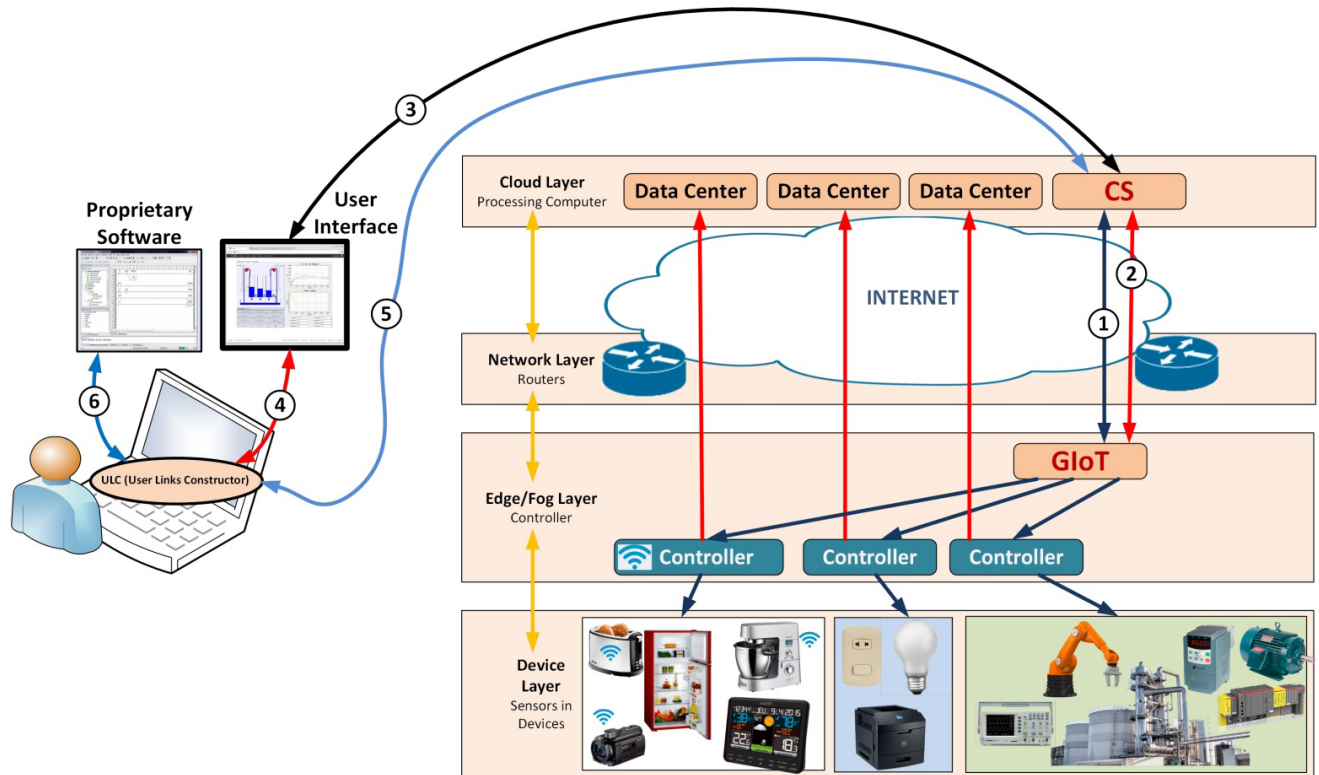 3
Proprietary
Software
User
Interface
5
6
4
ULC (User Links Constructor)
Cloud Layer
Processing Computer
Data Center
Data Center
Data Center
CS
INTERNET
2
1
Network Layer
Routers
GIoT
Edge/Fog Layer
Controller
Controller
Controller
Controller
Device
Layer
Sensors in
Devices